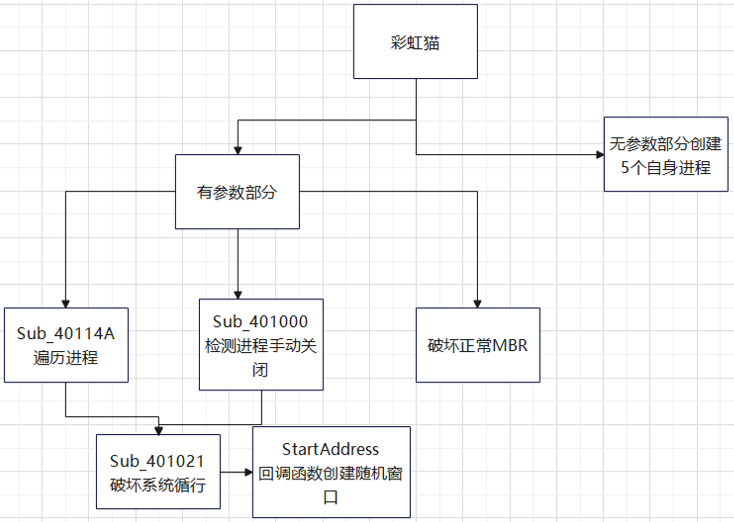 彩虹猫
无参数部分创建
5个自身进程
有参数部分
Sub_40114A
遍历进程
Sub_401000
检测进程手动关
闭
破坏正常MBR
Sub_401021
破坏系统循行
StartAddress
回调函数创建随机窗
口